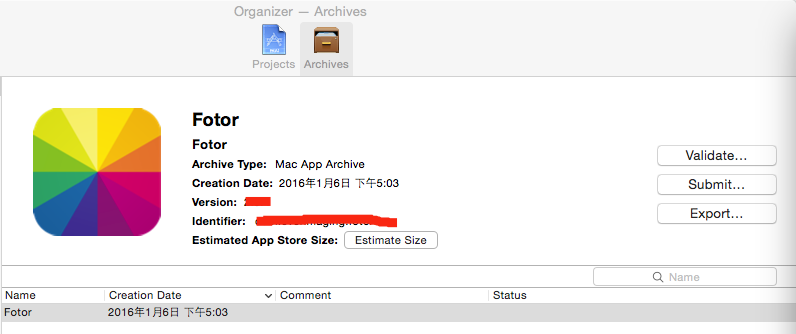 Organizer — Archives
Projects Archives
Fotor
Fotor
Archive Type: Mac App Archive
Creation Date: 2016年1月6日 下午5:03
Version:
Identifier:
Estimated App Store Size: Estimate Size
Validate...
Submit...
Export...
Name
Name Creation Date Comment Status
Fotor 2016年1月6日 下午5:03